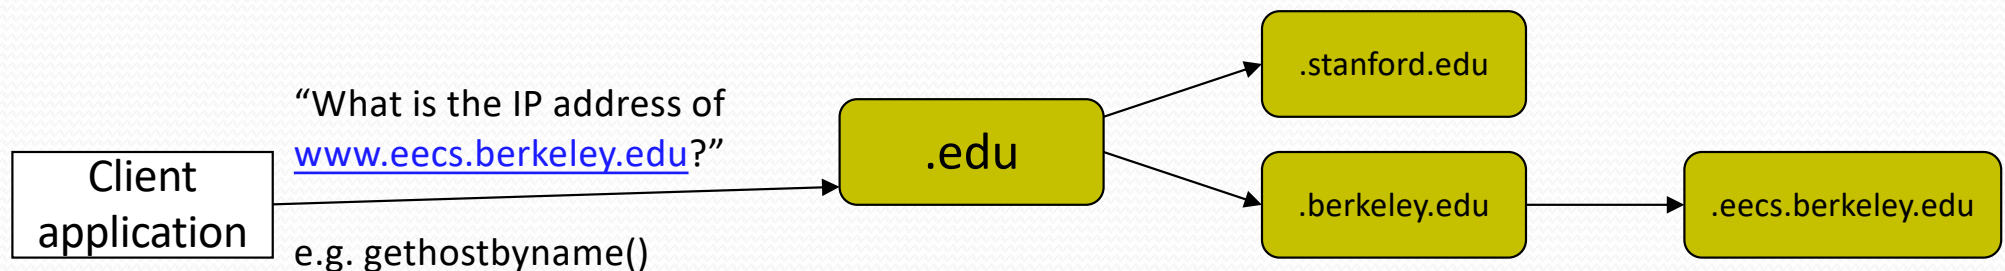 Client
application
“What is the IP address of
www.eecs.berkeley.edu?”
e.g. gethostbyname()
.edu
.stanford.edu
.berkeley.edu
.eecs.berkeley.edu